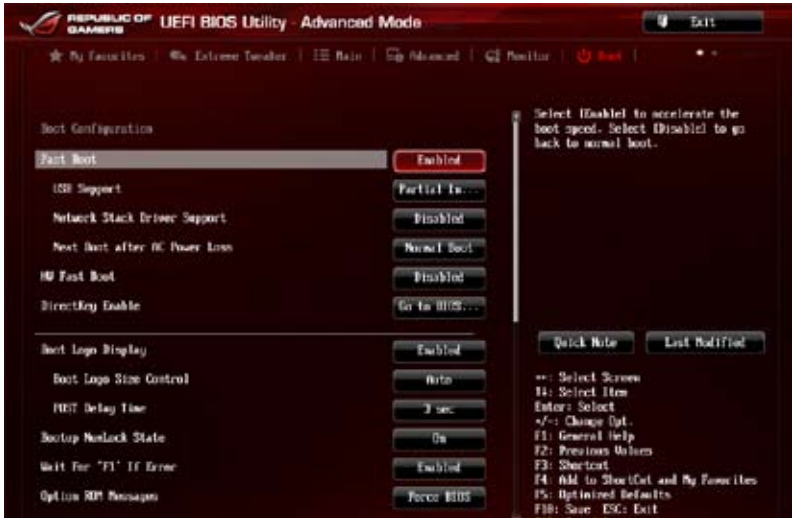 REPUBLIC OF GAMERS
UEFI BIOS Utility - Advanced Mode
Exit
My Favorites | Extreme Tweaker | Main | Advanced | Monitor | Boot |
Boot Configuration
Fast Boot Enabled
USB Support Partial In...
Network Stack Driver Support Disabled
Next Boot after AC Power Loss Normal Boot
HW Fast Boot Disabled
DirectKey Enable Go to BIOS...
Boot Logo Display Enabled
Boot Logo Size Control Auto
POST Delay Time 3 sec
Bootup NumLock State On
Wait For 'F1' If Error Enabled
Option ROM Messages Force BIOS
Select [Enable] to accelerate the
boot speed. Select [Disable] to go
back to normal boot.
Quick Note Last Modified
→←: Select Screen
↑↓: Select Item
Enter: Select
+/-: Change Opt.
F1: General Help
F2: Previous Values
F3: Shortcut
F4: Add to ShortCut and My Favorites
F5: Optimized Defaults
F10: Save ESC: Exit